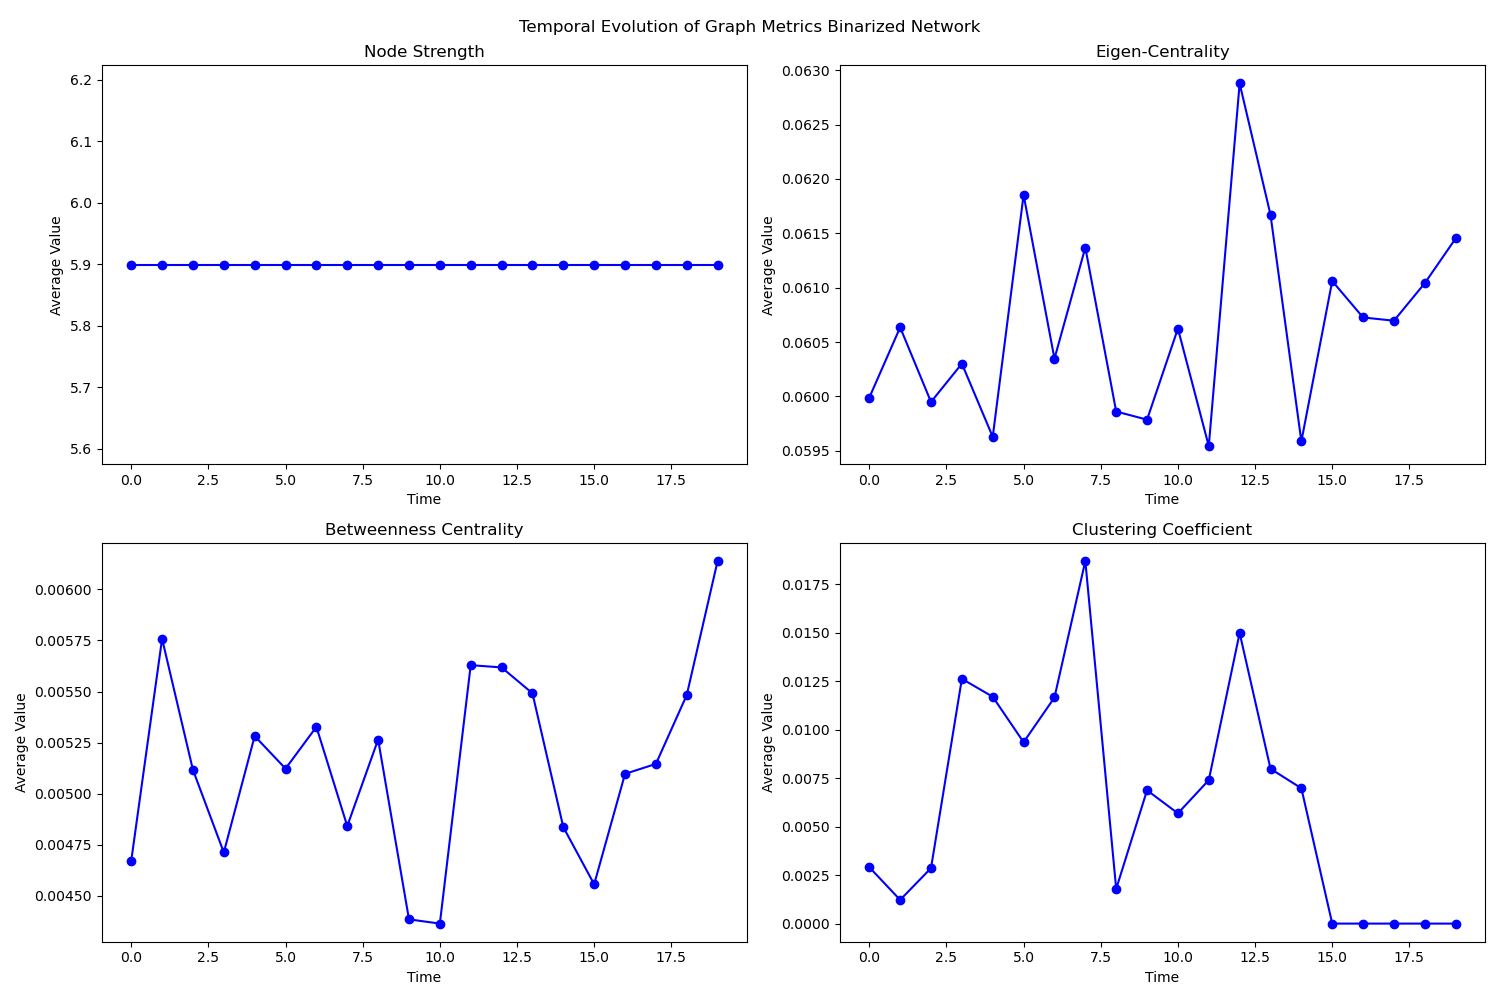 Temporal Evolution of Graph Metrics Binarized Network
Node Strength
Average Value
6.2
6.1
6.0
5.9
5.8
5.7
5.6
0.0 2.5 5.0 7.5 10.0 12.5 15.0 17.5
Time
Eigen-Centrality
Average Value
0.0630
0.0625
0.0620
0.0615
0.0610
0.0605
0.0600
0.0595
0.0 2.5 5.0 7.5 10.0 12.5 15.0 17.5
Time
Betweenness Centrality
Average Value
0.00600
0.00575
0.00550
0.00525
0.00500
0.00475
0.00450
0.0 2.5 5.0 7.5 10.0 12.5 15.0 17.5
Time
Clustering Coefficient
Average Value
0.0175
0.0150
0.0125
0.0100
0.0075
0.0050
0.0025
0.0000
0.0 2.5 5.0 7.5 10.0 12.5 15.0 17.5
Time